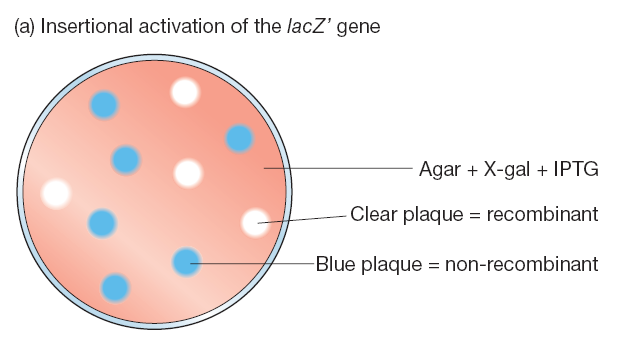 (a) Insertional activation of the lacZ’ gene
Agar + X-gal + IPTG
Clear plaque = recombinant
Blue plaque = non-recombinant